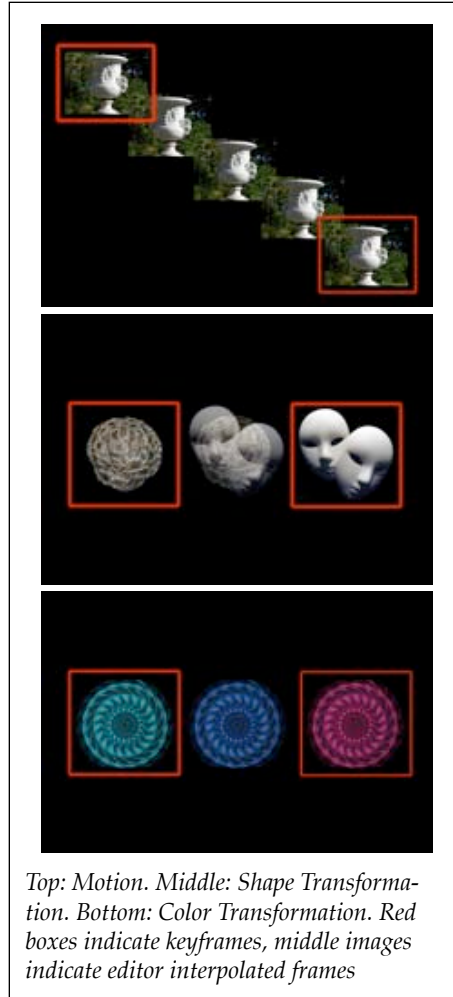 Top: Motion. Middle: Shape Transforma-
tion. Bottom: Color Transformation. Red
boxes indicate keyframes, middle images
indicate editor interpolated frames